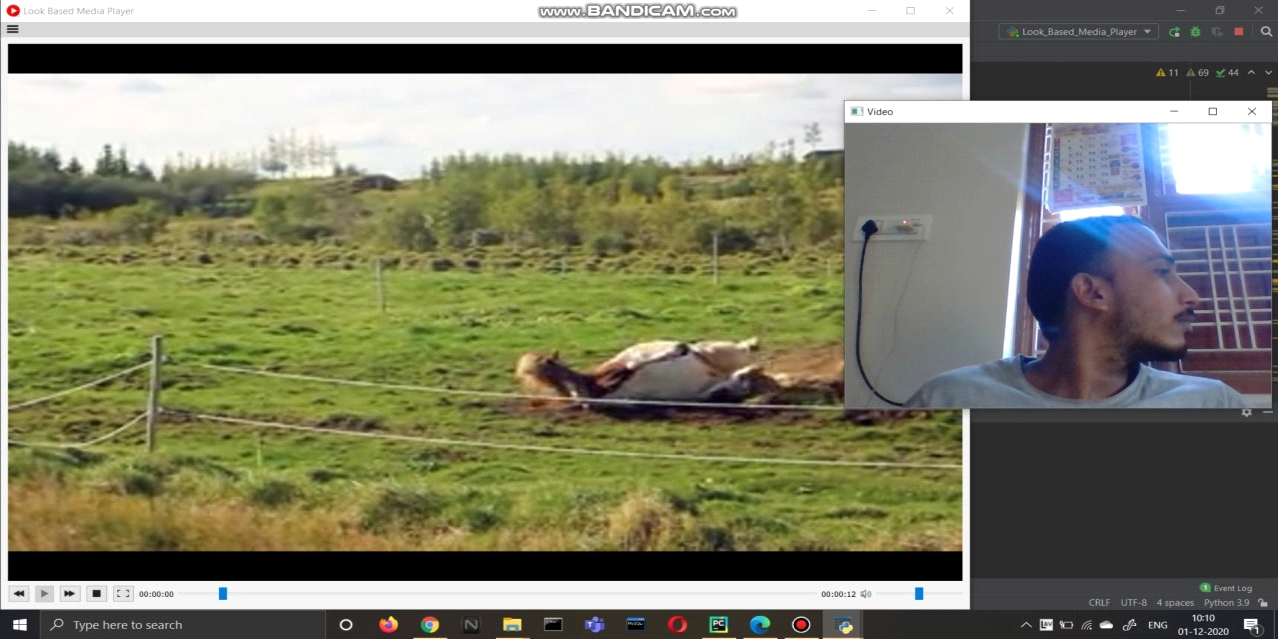 Look Based Media Player
www.BANDICAM.com
Look_Based_Media_Player
11 69 44
Video
00:00:00
00:00:12
1 Event Log
CRLF UTF-8 4 spaces Python 3.9
Type here to search
ENG
10:10
01-12-2020